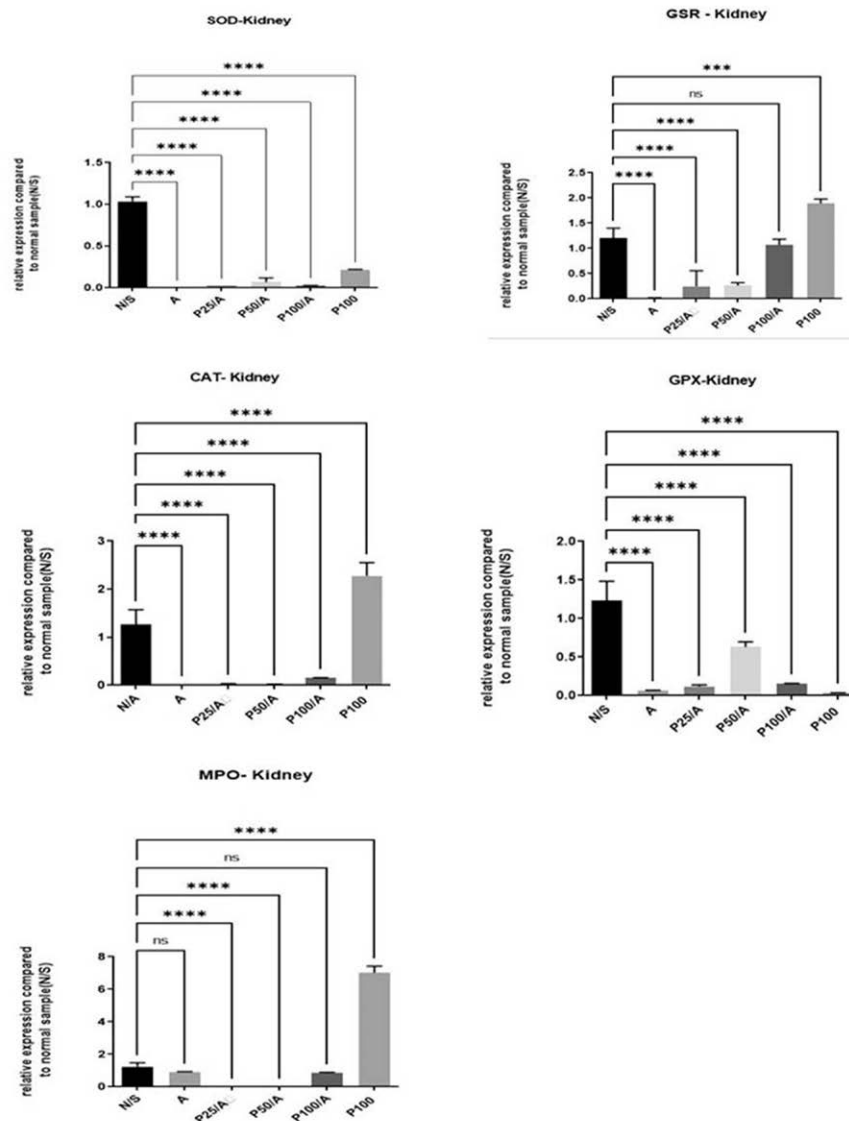 SOD-Kidney
****
****
****
****
****
relative expression compared
to normal sample(N/S)
1.5
1.0
0.5
0.0
N/S
A
P25/A
P50/A
P100/A
P100
GSR - Kidney
***
ns
****
****
****
relative expression compared
to normal sample(N/S)
2.5
2.0
1.5
1.0
0.5
0.0
N/S
A
P25/A
P50/A
P100/A
P100
CAT- Kidney
****
****
****
****
****
relative expression compared
to normal sample(N/S)
3
2
1
0
N/A
A
P25/A
P50/A
P100/A
P100
GPX-Kidney
****
****
****
****
****
relative expression compared
to normal sample(N/S)
2.0
1.5
1.0
0.5
0.0
N/S
A
P25/A
P50/A
P100/A
P100
MPO- Kidney
****
ns
****
****
ns
relative expression compared
to normal sample(N/S)
8
6
4
2
0
N/S
A
P25/A
P50/A
P100/A
P100